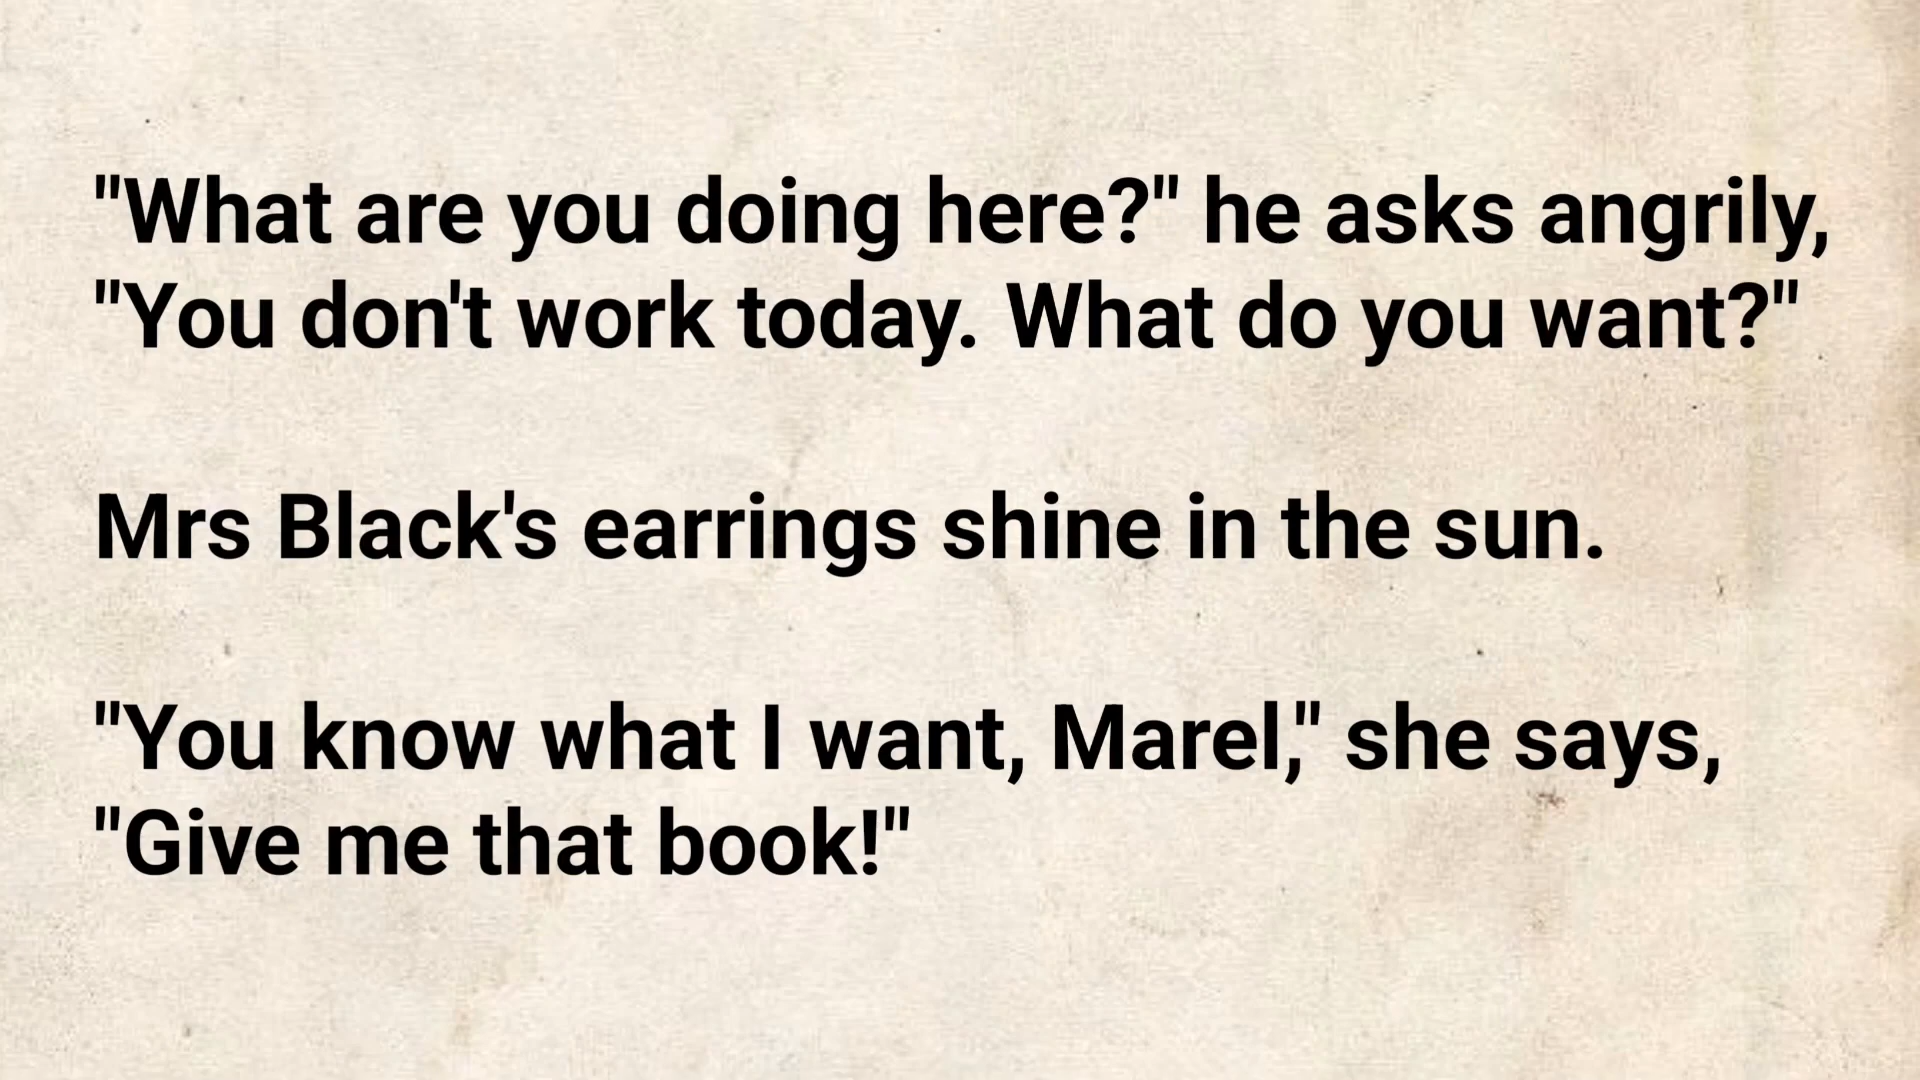 "What are you doing here?" he asks angrily,
"You don't work today. What do you want?"
Mrs Black's earrings shine in the sun.
"You know what I want, Marel," she says,
"Give me that book!"